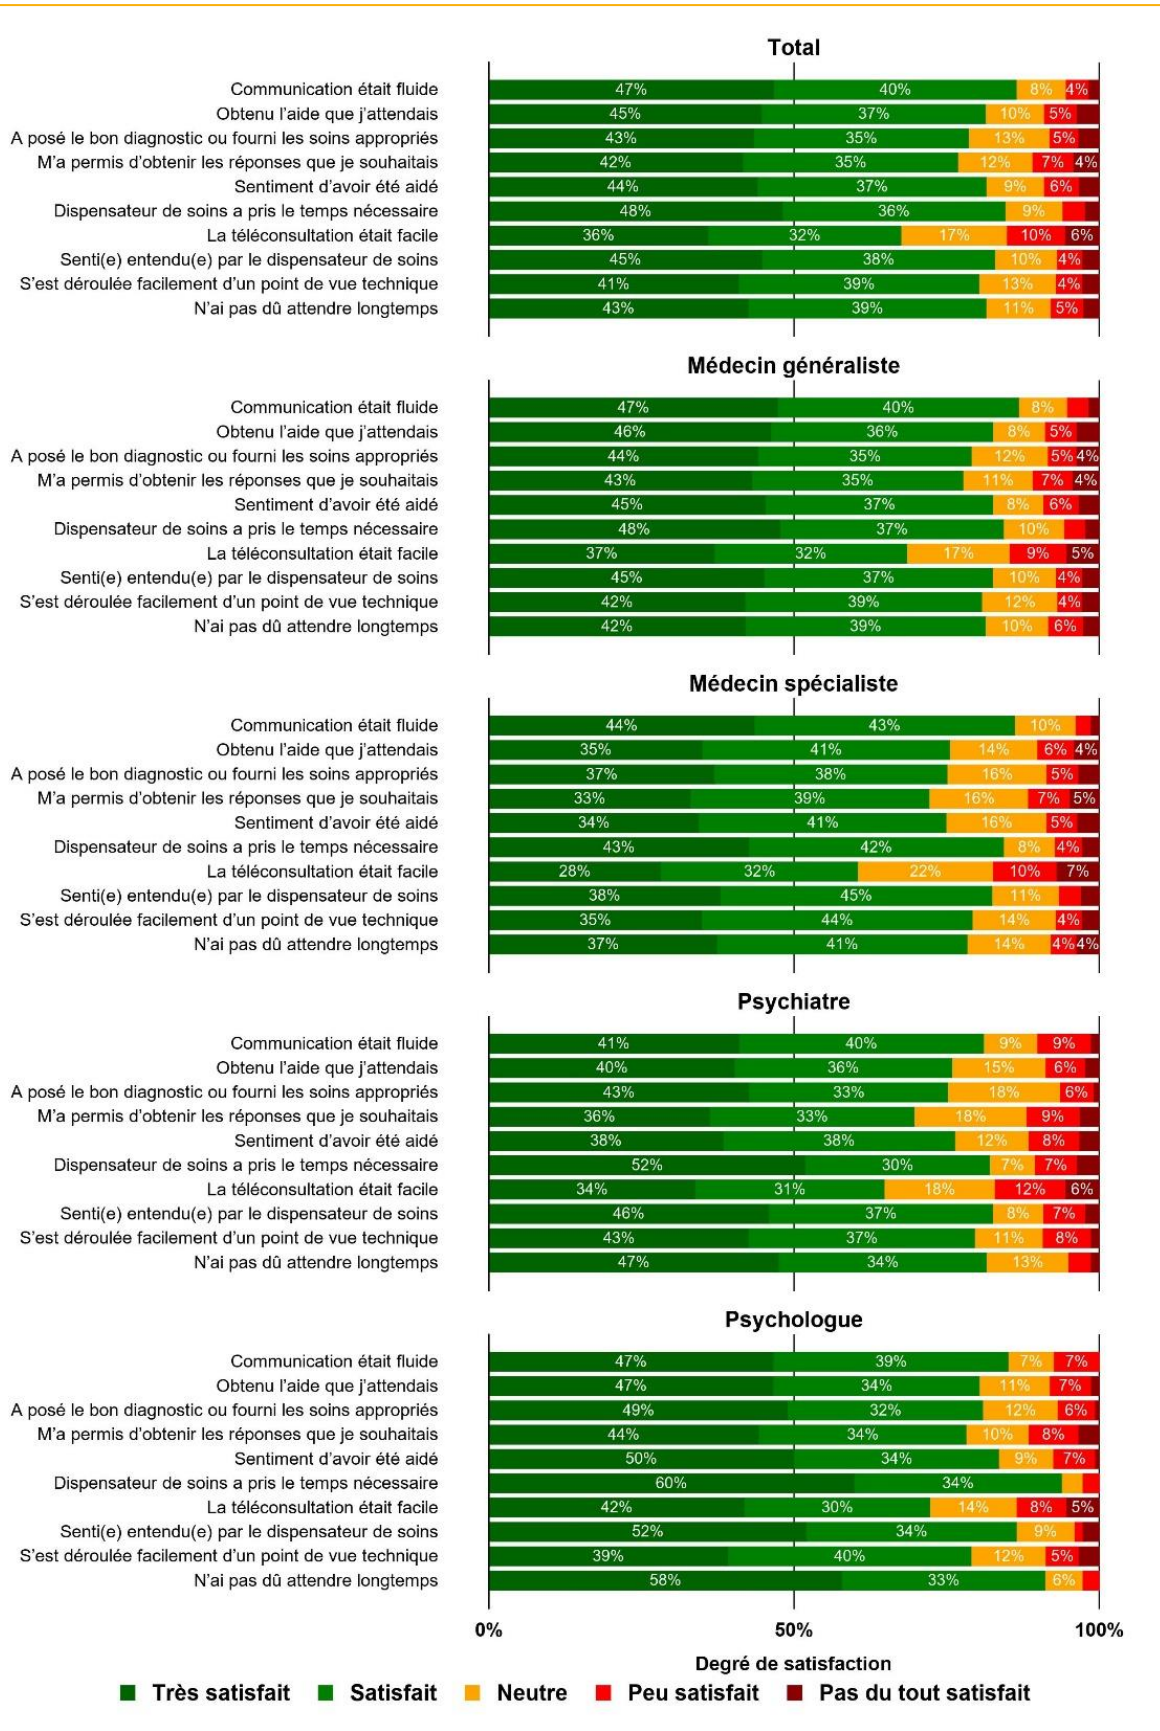 Total
Communication était fluide 47% 40% 8% 4%
Obtenu l'aide que j'attendais 45% 37% 10% 5%
A posé le bon diagnostic ou fourni les soins appropriés 43% 35% 13% 5%
M'a permis d'obtenir les réponses que je souhaitais 42% 35% 12% 7% 4%
Sentiment d'avoir été aidé 44% 37% 9% 6%
Dispensateur de soins a pris le temps nécessaire 48% 36% 9%
La téléconsultation était facile 36% 32% 17% 10% 6%
Senti(e) entendu(e) par le dispensateur de soins 45% 38% 10% 4%
S'est déroulée facilement d'un point de vue technique 41% 39% 13% 4%
N'ai pas dû attendre longtemps 43% 39% 11% 5%
Médecin généraliste
Communication était fluide 47% 40% 8%
Obtenu l'aide que j'attendais 46% 36% 8% 5%
A posé le bon diagnostic ou fourni les soins appropriés 44% 35% 12% 5% 4%
M'a permis d'obtenir les réponses que je souhaitais 43% 35% 11% 7% 4%
Sentiment d'avoir été aidé 45% 37% 8% 6%
Dispensateur de soins a pris le temps nécessaire 48% 37% 10%
La téléconsultation était facile 37% 32% 17% 9% 5%
Senti(e) entendu(e) par le dispensateur de soins 45% 37% 10% 4%
S'est déroulée facilement d'un point de vue technique 42% 39% 12% 4%
N'ai pas dû attendre longtemps 42% 39% 10% 6%
Médecin spécialiste
Communication était fluide 44% 43% 10%
Obtenu l'aide que j'attendais 35% 41% 14% 6% 4%
A posé le bon diagnostic ou fourni les soins appropriés 37% 38% 16% 5%
M'a permis d'obtenir les réponses que je souhaitais 33% 39% 16% 7% 5%
Sentiment d'avoir été aidé 34% 41% 16% 5%
Dispensateur de soins a pris le temps nécessaire 43% 42% 8% 4%
La téléconsultation était facile 28% 32% 22% 10% 7%
Senti(e) entendu(e) par le dispensateur de soins 38% 45% 11%
S'est déroulée facilement d'un point de vue technique 35% 44% 14% 4%
N'ai pas dû attendre longtemps 37% 41% 14% 4% 4%
Psychiatre
Communication était fluide 41% 40% 9% 9%
Obtenu l'aide que j'attendais 40% 36% 15% 6%
A posé le bon diagnostic ou fourni les soins appropriés 43% 33% 18% 6%
M'a permis d'obtenir les réponses que je souhaitais 36% 33% 18% 9%
Sentiment d'avoir été aidé 38% 38% 12% 8%
Dispensateur de soins a pris le temps nécessaire 52% 30% 7% 7%
La téléconsultation était facile 34% 31% 18% 12% 6%
Senti(e) entendu(e) par le dispensateur de soins 46% 37% 8% 7%
S'est déroulée facilement d'un point de vue technique 43% 37% 11% 8%
N'ai pas dû attendre longtemps 47% 34% 13%
Psychologue
Communication était fluide 47% 39% 7% 7%
Obtenu l'aide que j'attendais 47% 34% 11% 7%
A posé le bon diagnostic ou fourni les soins appropriés 49% 32% 12% 6%
M'a permis d'obtenir les réponses que je souhaitais 44% 34% 10% 8%
Sentiment d'avoir été aidé 50% 34% 9% 7%
Dispensateur de soins a pris le temps nécessaire 60% 34%
La téléconsultation était facile 42% 30% 14% 8% 5%
Senti(e) entendu(e) par le dispensateur de soins 52% 34% 9%
S'est déroulée facilement d'un point de vue technique 39% 40% 12% 5%
N'ai pas dû attendre longtemps 58% 33% 6%
0% 50% 100%
Degré de satisfaction
Très satisfait Satisfait Neutre Peu satisfait Pas du tout satisfait